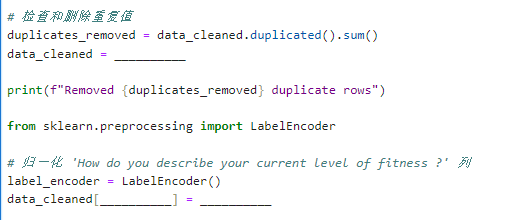 # 检查和删除重复值
duplicates_removed = data_cleaned.duplicated().sum()
data_cleaned = __________
print(f"Removed {duplicates_removed} duplicate rows")
from sklearn.preprocessing import LabelEncoder
# 归一化 'How do you describe your current level of fitness ?' 列
label_encoder = LabelEncoder()
data_cleaned[__________] = __________